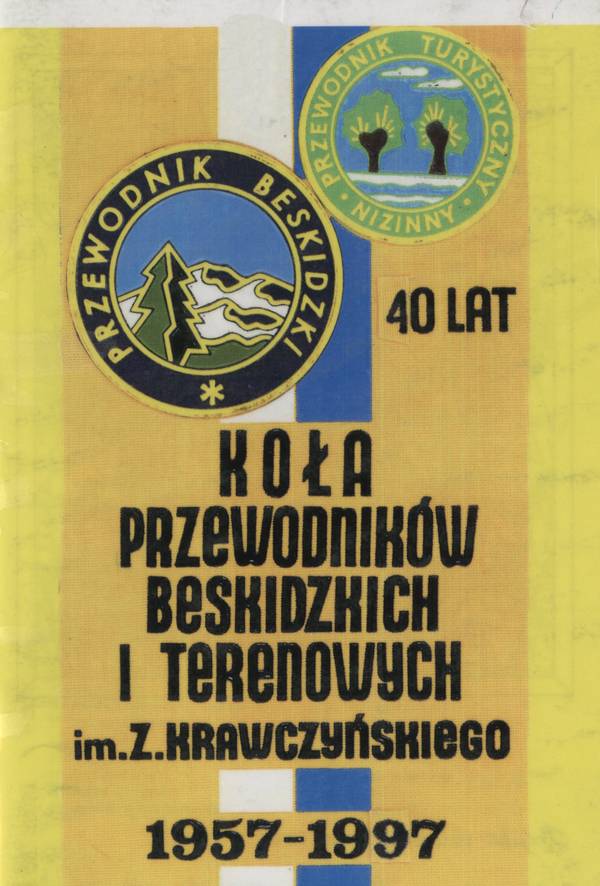 PRZEWODNIK TURYSTYCZNY
NIZINNY
PRZEWODNIK BESKIDZKI
40 LAT
KOŁA
PRZEWODNIKÓW
BESKIDZKICH
I TERENOWYCH
im. Z. KRAWCZYŃSKIEGO
1957-1997